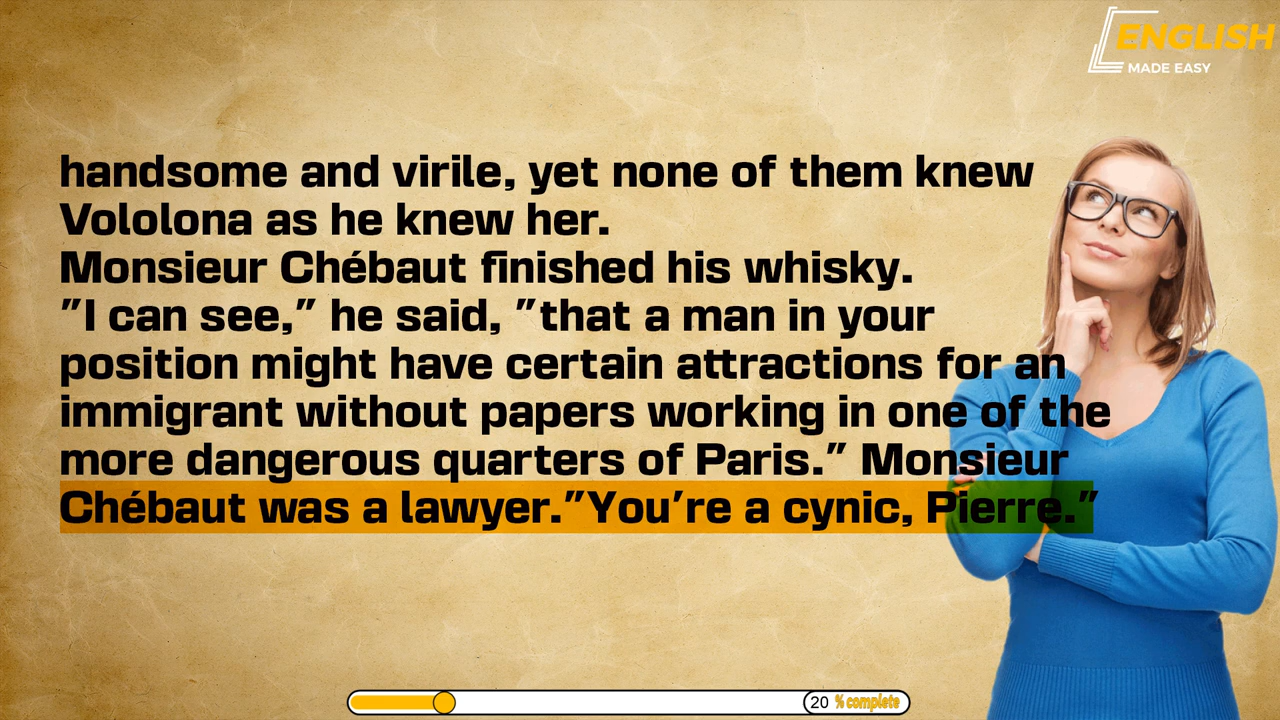 ENGLISH
MADE EASY
handsome and virile, yet none of them knew
Vololona as he knew her.
Monsieur Chébaut finished his whisky.
"I can see," he said, "that a man in your
position might have certain attractions for an
immigrant without papers working in one of the
more dangerous quarters of Paris." Monsieur
Chébaut was a lawyer."You're a cynic, Pierre."
20 % complete